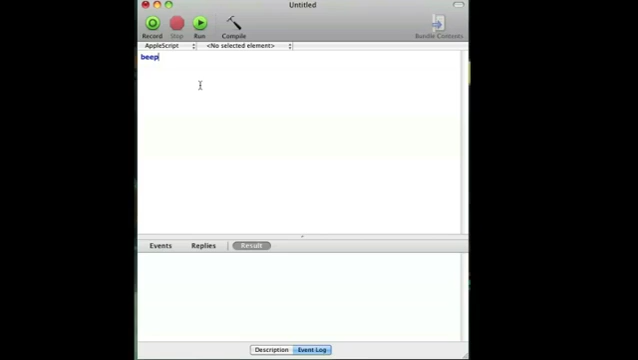 Untitled
Record Stop Run Compile Bundle Contents
AppleScript <No selected element>
beep
Events Replies Result
Description Event Log